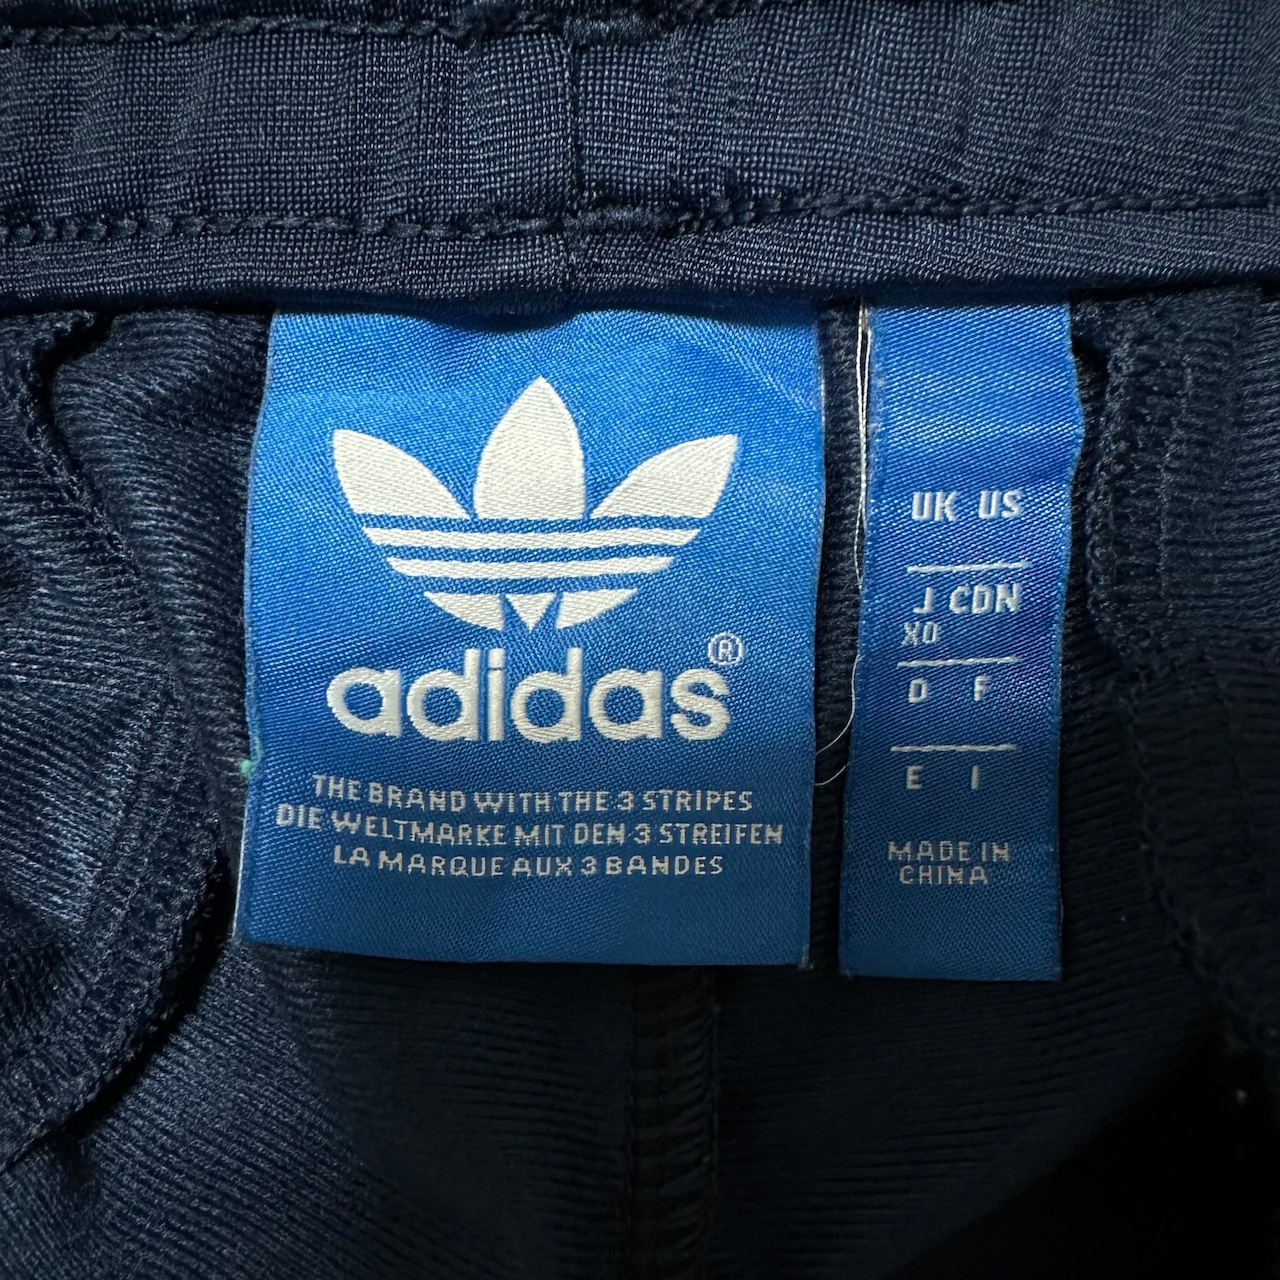 adidas®
THE BRAND WITH THE 3 STRIPES
DIE WELTMARKE MIT DEN 3 STREIFEN
LA MARQUE AUX 3 BANDES
UK US
J CDN
XO
D F
E I
MADE IN
CHINA